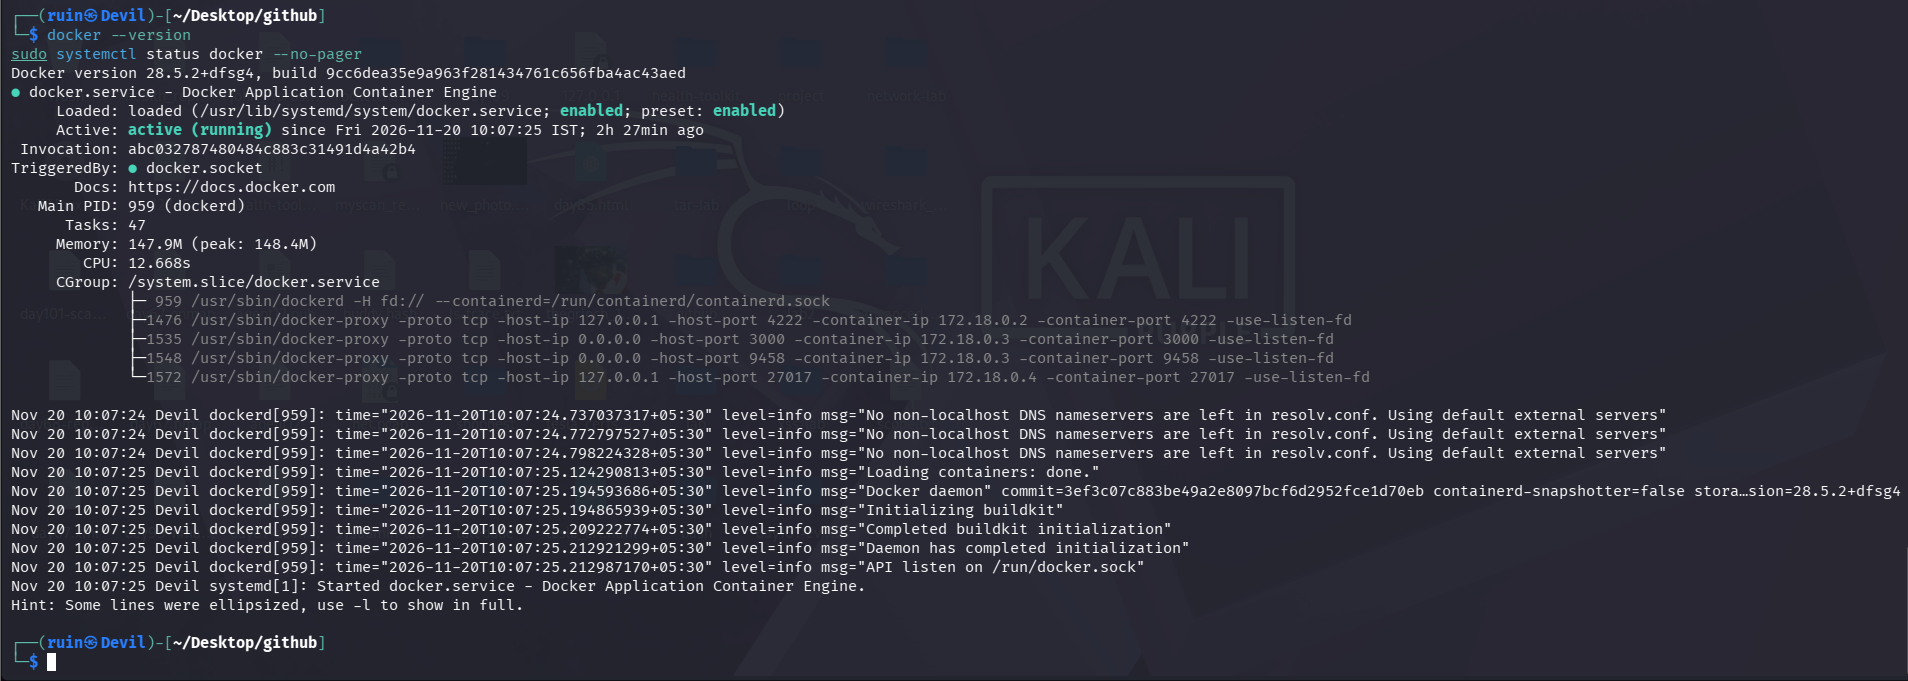 ┌──(ruin㉿Devil)-[~/Desktop/github]
└─$ docker --version
sudo systemctl status docker --no-pager
Docker version 28.5.2+dfsg4, build 9cc6dea35e9a963f281434761c656fba4ac43aed
● docker.service - Docker Application Container Engine
Loaded: loaded (/usr/lib/systemd/system/docker.service; enabled; preset: enabled)
Active: active (running) since Fri 2026-11-20 10:07:25 IST; 2h 27min ago
Invocation: abc032787480484c883c31491d4a42b4
TriggeredBy: ● docker.socket
Docs: https://docs.docker.com
Main PID: 959 (dockerd)
Tasks: 47
Memory: 147.9M (peak: 148.4M)
CPU: 12.668s
CGroup: /system.slice/docker.service
├─ 959 /usr/sbin/dockerd -H fd:// --containerd=/run/containerd/containerd.sock
├─1476 /usr/sbin/docker-proxy -proto tcp -host-ip 127.0.0.1 -host-port 4222 -container-ip 172.18.0.2 -container-port 4222 -use-listen-fd
├─1535 /usr/sbin/docker-proxy -proto tcp -host-ip 0.0.0.0 -host-port 3000 -container-ip 172.18.0.3 -container-port 3000 -use-listen-fd
├─1548 /usr/sbin/docker-proxy -proto tcp -host-ip 0.0.0.0 -host-port 9458 -container-ip 172.18.0.3 -container-port 9458 -use-listen-fd
└─1572 /usr/sbin/docker-proxy -proto tcp -host-ip 127.0.0.1 -host-port 27017 -container-ip 172.18.0.4 -container-port 27017 -use-listen-fd
Nov 20 10:07:24 Devil dockerd[959]: time="2026-11-20T10:07:24.737037317+05:30" level=info msg="No non-localhost DNS nameservers are left in resolv.conf. Using default external servers"
Nov 20 10:07:24 Devil dockerd[959]: time="2026-11-20T10:07:24.772797527+05:30" level=info msg="No non-localhost DNS nameservers are left in resolv.conf. Using default external servers"
Nov 20 10:07:24 Devil dockerd[959]: time="2026-11-20T10:07:24.798224328+05:30" level=info msg="No non-localhost DNS nameservers are left in resolv.conf. Using default external servers"
Nov 20 10:07:25 Devil dockerd[959]: time="2026-11-20T10:07:25.124290813+05:30" level=info msg="Loading containers: done."
Nov 20 10:07:25 Devil dockerd[959]: time="2026-11-20T10:07:25.194593686+05:30" level=info msg="Docker daemon" commit=3ef3c07c883be49a2e8097bcf6d2952fce1d70eb containerd-snapshotter=false stora…sion=28.5.2+dfsg4
Nov 20 10:07:25 Devil dockerd[959]: time="2026-11-20T10:07:25.194865939+05:30" level=info msg="Initializing buildkit"
Nov 20 10:07:25 Devil dockerd[959]: time="2026-11-20T10:07:25.209222774+05:30" level=info msg="Completed buildkit initialization"
Nov 20 10:07:25 Devil dockerd[959]: time="2026-11-20T10:07:25.212921299+05:30" level=info msg="Daemon has completed initialization"
Nov 20 10:07:25 Devil dockerd[959]: time="2026-11-20T10:07:25.212987170+05:30" level=info msg="API listen on /run/docker.sock"
Nov 20 10:07:25 Devil systemd[1]: Started docker.service - Docker Application Container Engine.
Hint: Some lines were ellipsized, use -l to show in full.
┌──(ruin㉿Devil)-[~/Desktop/github]
└─$
KALI